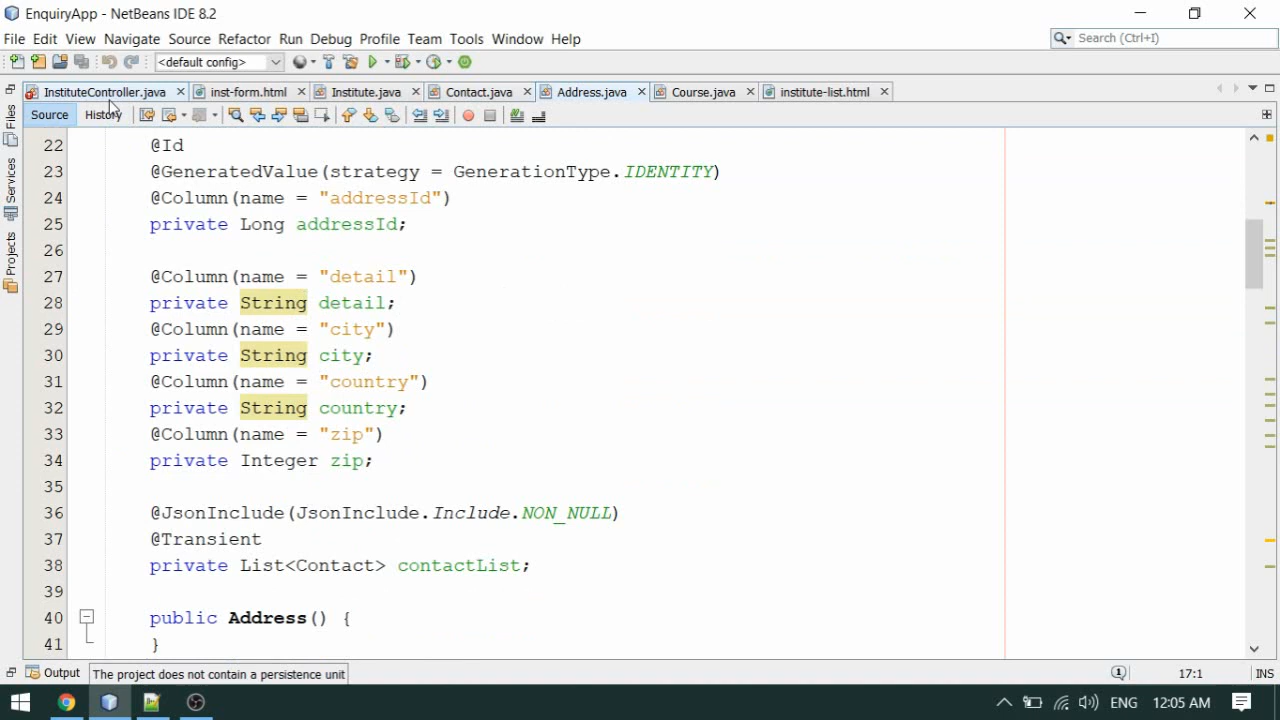 EnquiryApp - NetBeans IDE 8.2
File Edit View Navigate Source Refactor Run Debug Profile Team Tools Window Help
Search (Ctrl+I)
<default config>
InstituteController.java inst-form.html Institute.java Contact.java Address.java Course.java institute-list.html
Source History
Files
Services
Projects
22 @Id
23 @GeneratedValue(strategy = GenerationType.IDENTITY)
24 @Column(name = "addressId")
25 private Long addressId;
26
27 @Column(name = "detail")
28 private String detail;
29 @Column(name = "city")
30 private String city;
31 @Column(name = "country")
32 private String country;
33 @Column(name = "zip")
34 private Integer zip;
35
36 @JsonInclude(JsonInclude.Include.NON_NULL)
37 @Transient
38 private List<Contact> contactList;
39
40 public Address() {
41 }
Output The project does not contain a persistence unit 1 17:1 INS
ENG 12:05 AM